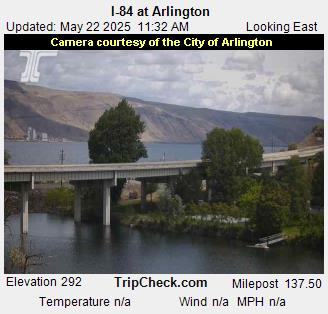 I-84 at Arlington
Updated: May 22 2025 11:32 AM Looking East
Camera courtesy of the City of Arlington
Elevation 292 TripCheck.com Milepost 137.50
Temperature n/a Wind n/a MPH n/a